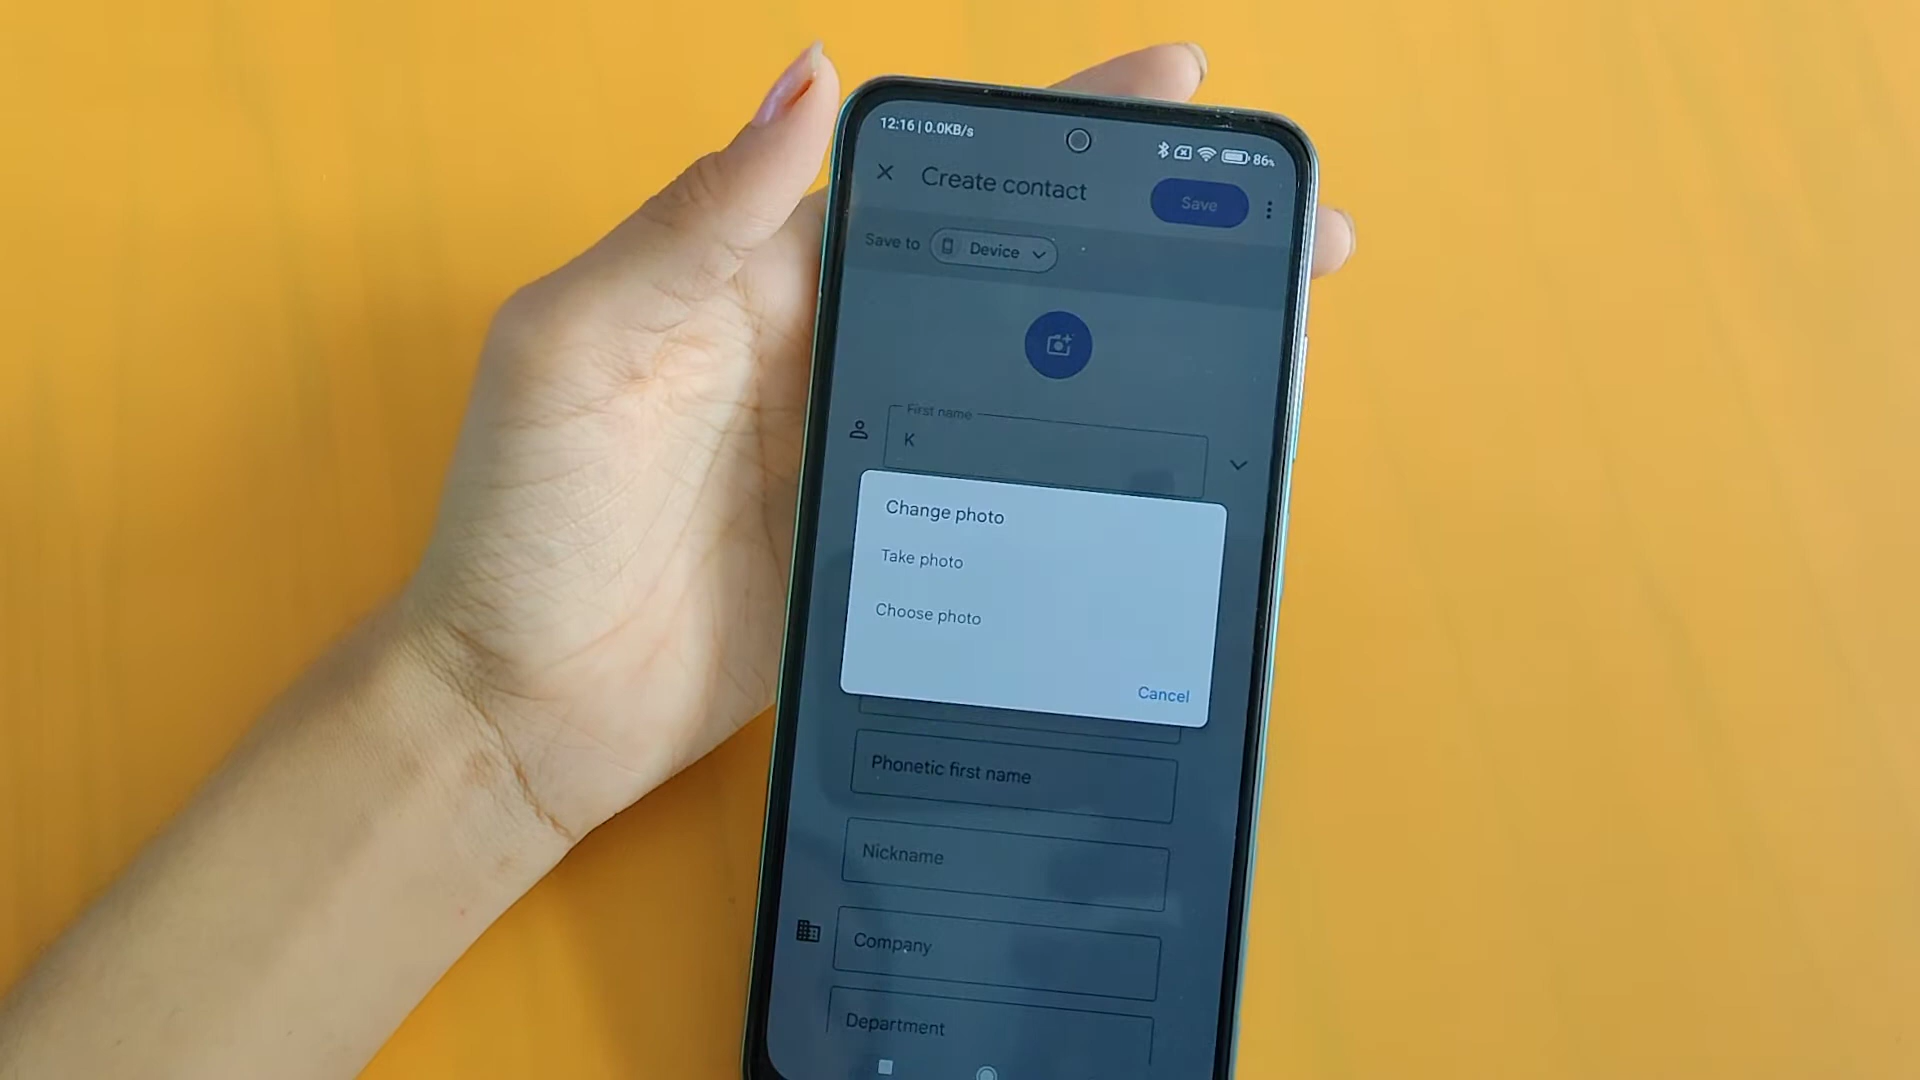 12:16 | 0.0KB/s
86%
Create contact
Save
Save to
Device
First name
K
Change photo
Take photo
Choose photo
Cancel
Phonetic first name
Nickname
Company
Department